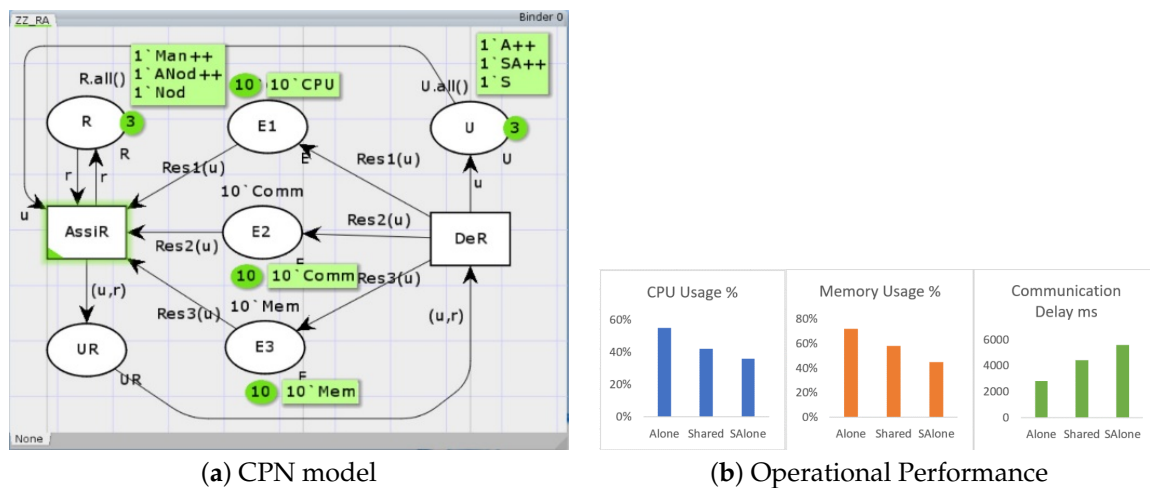 ZZ_RA
Binder 0
1`Man++
1`ANod++
1`Nod
R.all()
R
3
R
r
r
u
AssiR
(u,r)
UR
UR
10
10`CPU
E1
E
Res1(u)
Res1(u)
10`Comm
E2
Res2(u)
Res2(u)
10
10`Comm
Res3(u)
Res3(u)
10`Mem
E3
10
10`Mem
1`A++
1`SA++
1`S
U.all()
U
3
U
u
DeR
(u,r)
None
(a) CPN model
CPU Usage %
60%
40%
20%
0%
Alone Shared SAlone
Memory Usage %
80%
60%
40%
20%
0%
Alone Shared SAlone
Communication
Delay ms
6000
4000
2000
0
Alone Shared SAlone
(b) Operational Performance